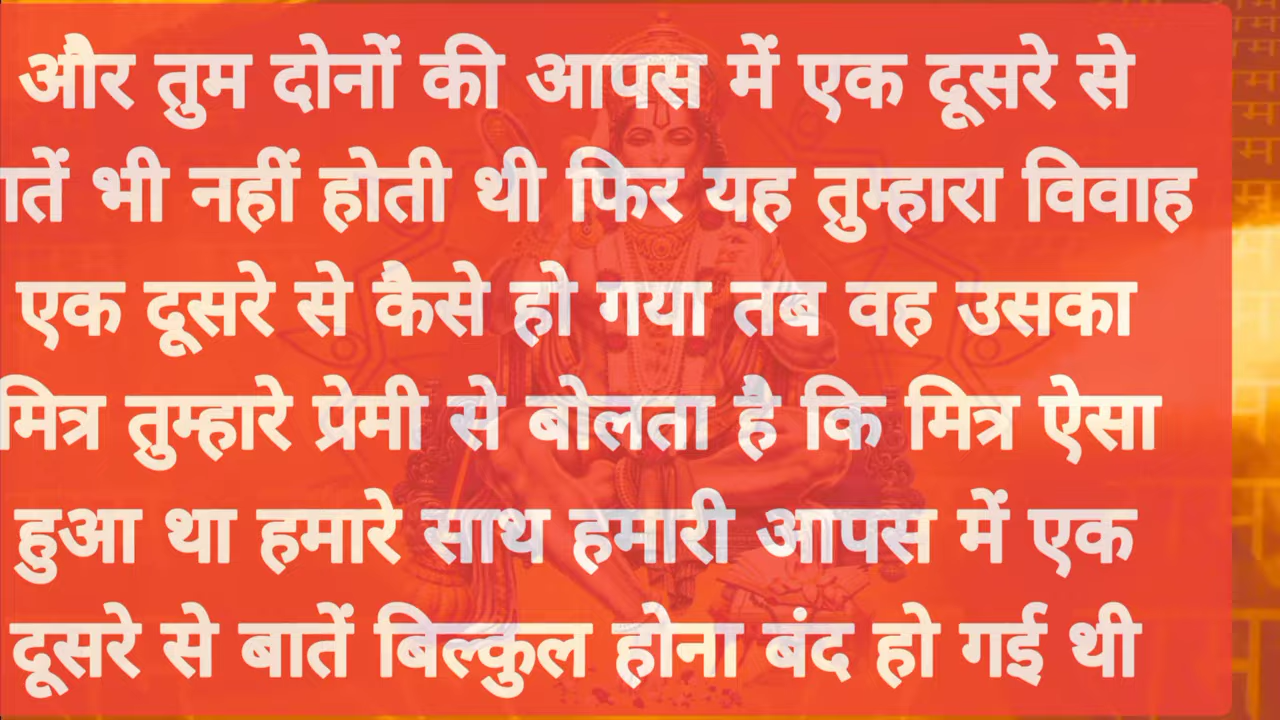 और तुम दोनों की आपस में एक दूसरे से
भी नहीं होती थी फिर यह तुम्हारा विवाह
एक दूसरे से कैसे हो गया तब वह उसका
मित्र तुम्हारे प्रेमी से बोलता है कि मित्र ऐसा
हुआ था हमारे साथ हमारी आपस में एक
दूसरे से बातें बिल्कुल होना बंद हो गई थी